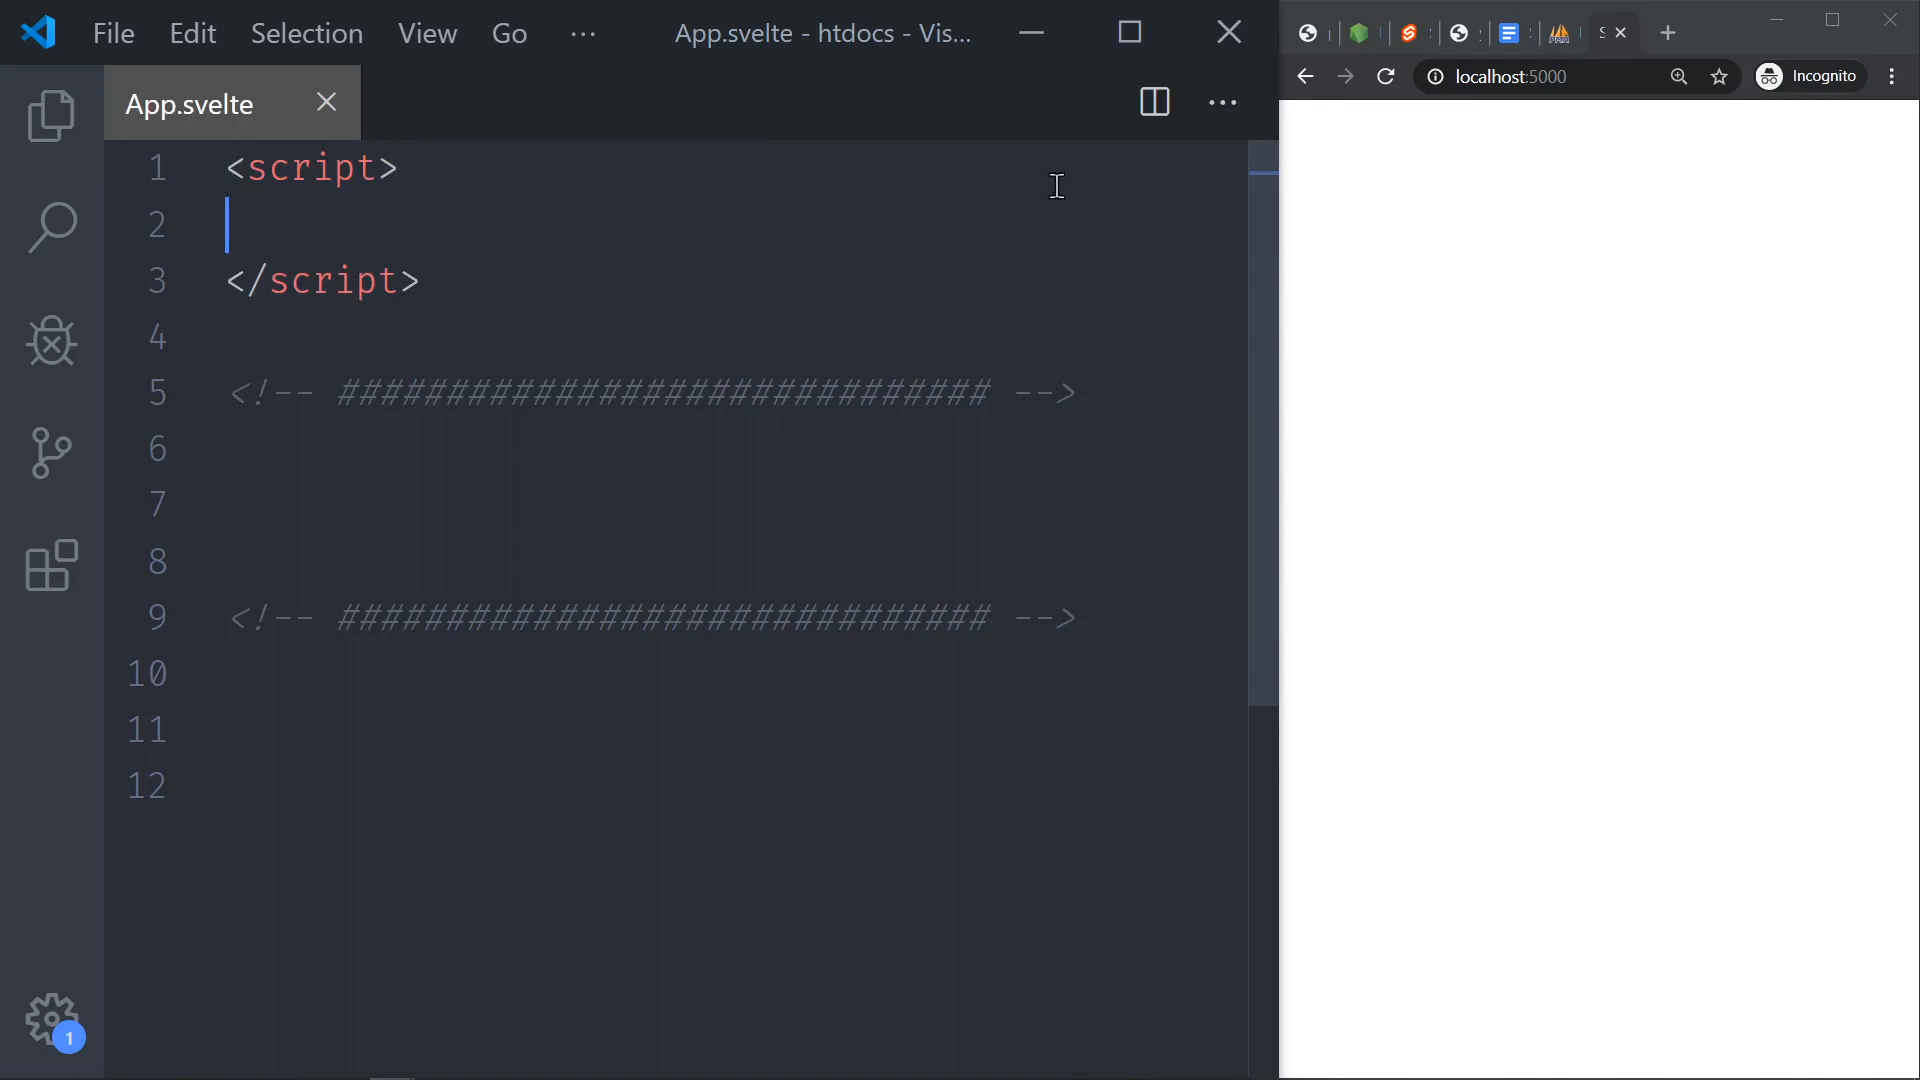 File Edit Selection View Go ··· App.svelte - htdocs - Vis...
App.svelte
localhost:5000 Incognito
1 <script>
2
3 </script>
4
5 <!-- ############################## -->
6
7
8
9 <!-- ############################## -->
10
11
12
1